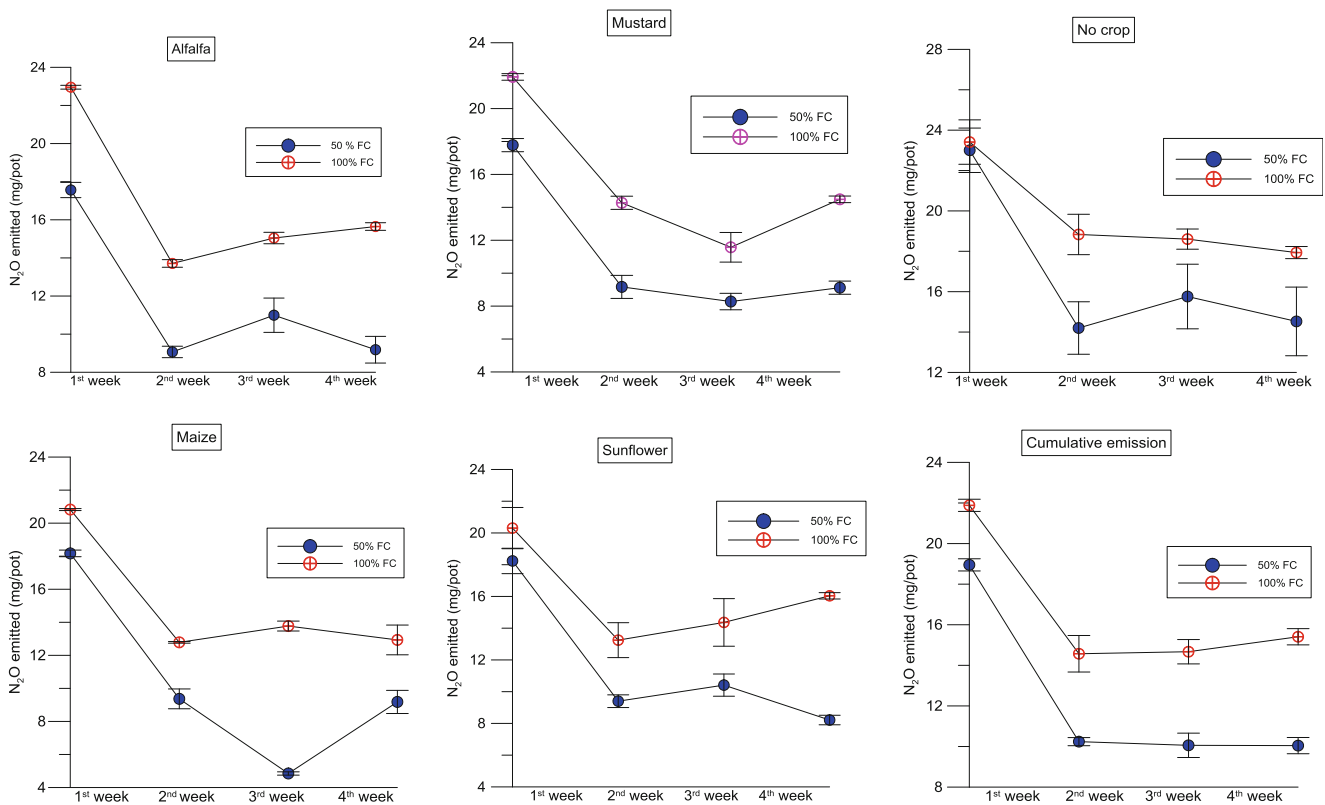 Alfalfa
24
20
16
12
8
N₂O emitted (mg/pot)
50 % FC
100% FC
1st week 2nd week 3rd week 4th week
Mustard
24
20
16
12
8
4
N₂O emitted (mg/pot)
50% FC
100% FC
1st week 2nd week 3rd week 4th week
No crop
28
24
20
16
12
N₂O emitted (mg/pot)
50% FC
100% FC
1st week 2nd week 3rd week 4th week
Maize
24
20
16
12
8
4
N₂O emitted (mg/pot)
50% FC
100% FC
1st week 2nd week 3rd week 4th week
Sunflower
24
20
16
12
8
4
N₂O emitted (mg/pot)
50% FC
100% FC
1st week 2nd week 3rd week 4th week
Cumulative emission
24
20
16
12
8
N₂O emitted (mg/pot)
50% FC
100% FC
1st week 2nd week 3rd week 4th week